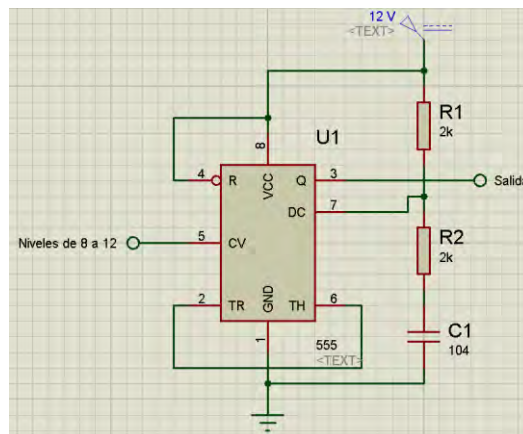 12 V
<TEXT>
R1
2k
U1
8
4
R
VCC
Q
3
Salida
DC
7
R2
2k
Niveles de 8 a 12
5
CV
2
TR
GND
TH
6
C1
104
1
555
<TEXT>